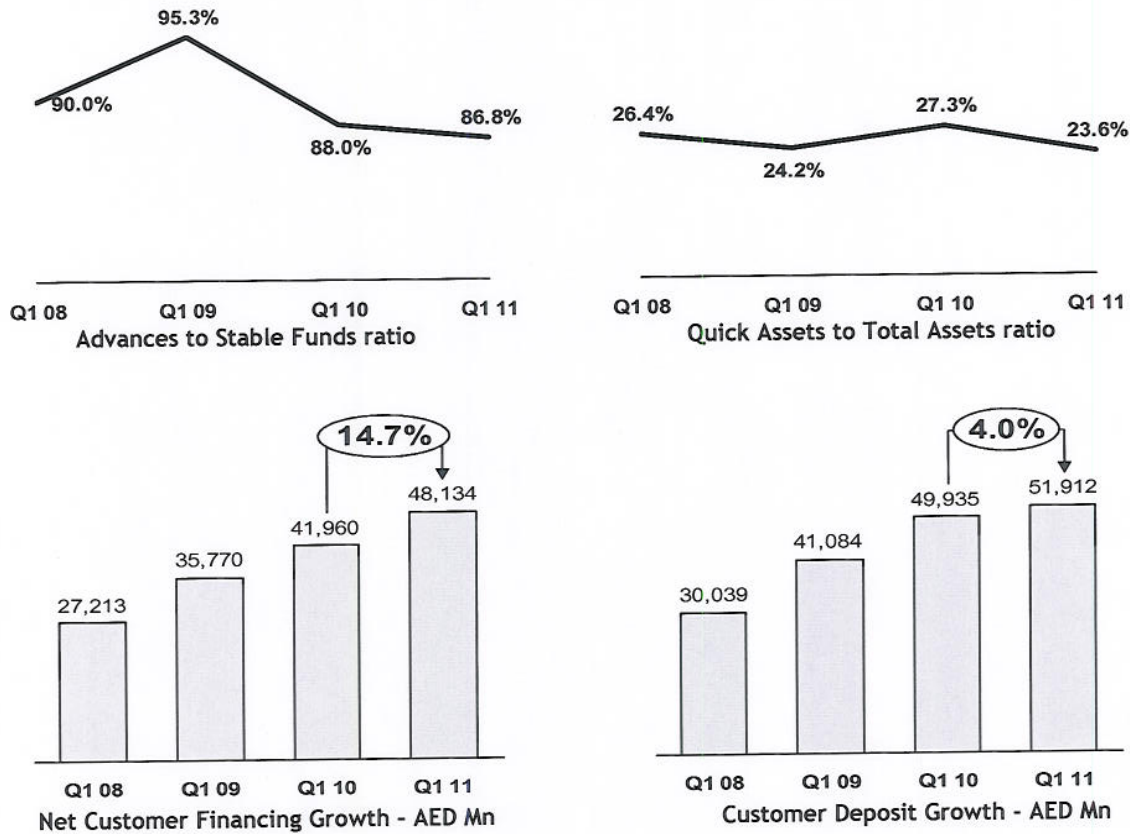 95.3%
90.0%
88.0%
86.8%
Q1 08 Q1 09 Q1 10 Q1 11
Advances to Stable Funds ratio
26.4%
24.2%
27.3%
23.6%
Q1 08 Q1 09 Q1 10 Q1 11
Quick Assets to Total Assets ratio
14.7%
27,213
35,770
41,960
48,134
Q1 08 Q1 09 Q1 10 Q1 11
Net Customer Financing Growth - AED Mn
4.0%
30,039
41,084
49,935
51,912
Q1 08 Q1 09 Q1 10 Q1 11
Customer Deposit Growth - AED Mn